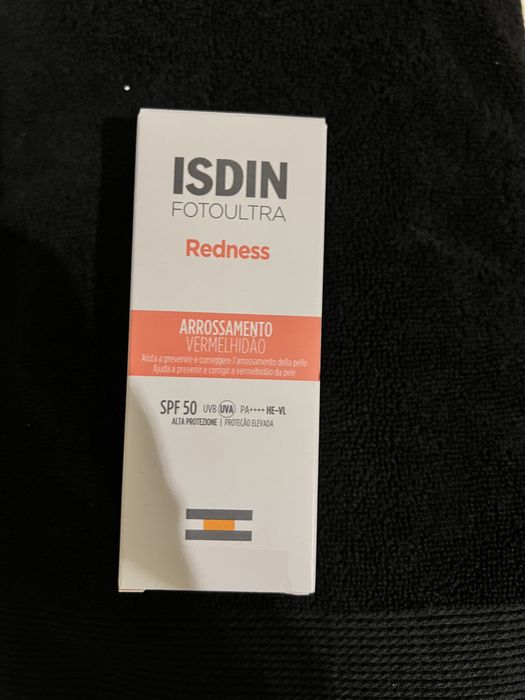 ISDIN
FOTOULTRA
Redness
ARROSSAMENTO
VERMELHIDÃO
Aiuta a prevenire e correggere l'arrossamento della pelle
Ajuda a prevenir e corrigir a vermelhidão da pele
SPF 50 UVB UVA PA++++ HE-VL
ALTA PROTEZIONE | PROTEÇÃO ELEVADA